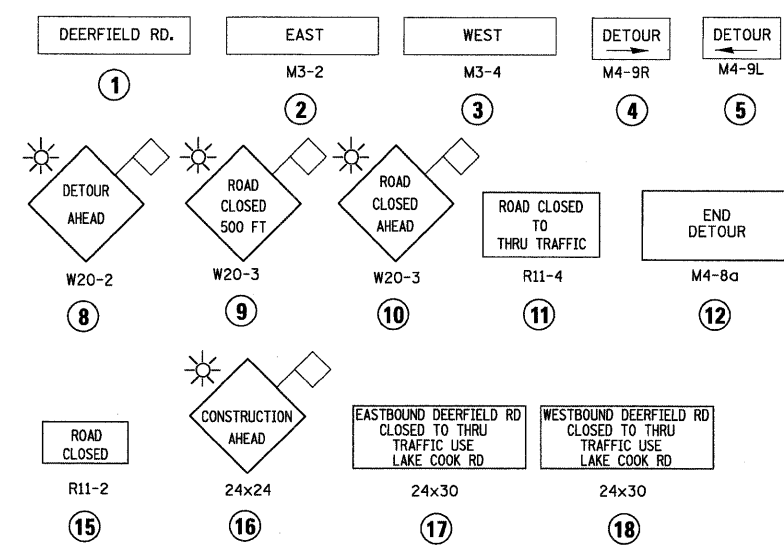 DEERFIELD RD.
1
EAST
M3-2
2
WEST
M3-4
3
DETOUR
M4-9R
4
DETOUR
M4-9L
5
DETOUR
AHEAD
W20-2
8
ROAD
CLOSED
500 FT
W20-3
9
ROAD
CLOSED
AHEAD
W20-3
10
ROAD CLOSED
TO
THRU TRAFFIC
R11-4
11
END
DETOUR
M4-8a
12
ROAD
CLOSED
R11-2
15
CONSTRUCTION
AHEAD
24x24
16
EASTBOUND DEERFIELD RD
CLOSED TO THRU
TRAFFIC USE
LAKE COOK RD
24x30
17
WESTBOUND DEERFIELD RD
CLOSED TO THRU
TRAFFIC USE
LAKE COOK RD
24x30
18